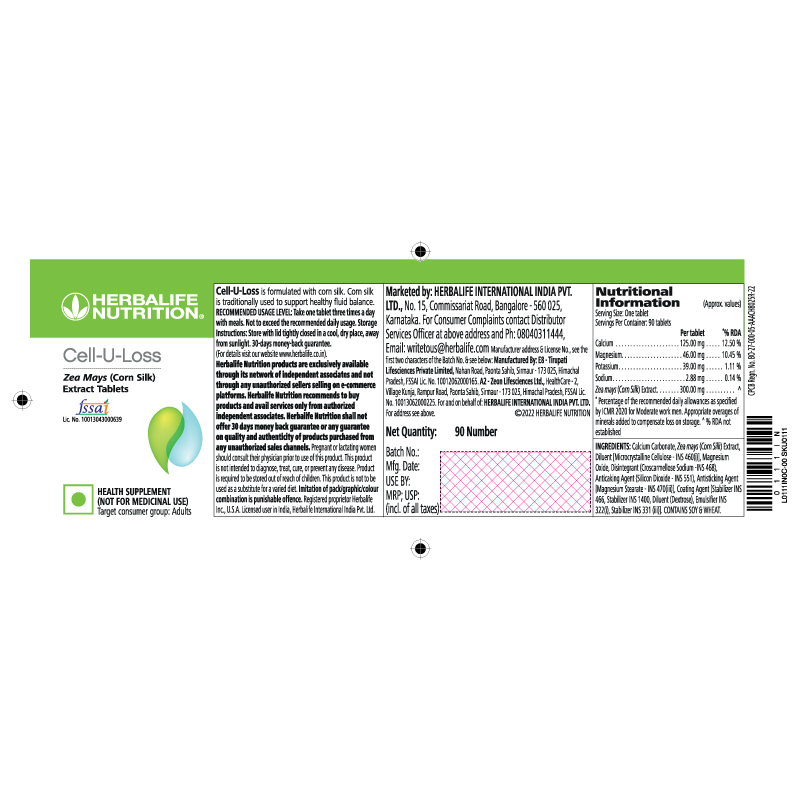 HERBALIFE
NUTRITION®
Cell-U-Loss
Zea Mays (Corn Silk)
Extract Tablets
fssai
Lic. No. 10013043000639
HEALTH SUPPLEMENT
(NOT FOR MEDICINAL USE)
Target consumer group: Adults
Cell-U-Loss is formulated with corn silk. Corn silk
is traditionally used to support healthy fluid balance.
RECOMMENDED USAGE LEVEL: Take one tablet three times a day
with meals. Not to exceed the recommended daily usage. Storage
Instructions: Store with lid tightly closed in a cool, dry place, away
from sunlight. 30-days money-back guarantee.
(For details visit our website www.herbalife.co.in).
Herbalife Nutrition products are exclusively available
through its network of independent associates and not
through any unauthorized sellers selling on e-commerce
platforms. Herbalife Nutrition recommends to buy
products and avail services only from authorized
independent associates. Herbalife Nutrition shall not
offer 30 days money back guarantee or any guarantee
on quality and authenticity of products purchased from
any unauthorized sales channels. Pregnant or lactating women
should consult their physician prior to use of this product. This product
is not intended to diagnose, treat, cure, or prevent any disease. Product
is required to be stored out of reach of children. This product is not to be
used as a substitute for a varied diet. Imitation of pack/graphic/colour
combination is punishable offence. Registered proprietor Herbalife
Inc., U.S.A. Licensed user in India, Herbalife International India Pvt. Ltd.
Marketed by: HERBALIFE INTERNATIONAL INDIA PVT.
LTD., No. 15, Commissariat Road, Bangalore - 560 025,
Karnataka. For Consumer Complaints contact Distributor
Services Officer at above address and Ph: 08040311444,
Email: writetous@herbalife.com Manufacturer address & License No., see the
first two characters of the Batch No. & see below: Manufactured By: E8 - Tirupati
Lifesciences Private Limited, Nahan Road, Paonta Sahib, Sirmaur - 173 025, Himachal
Pradesh, FSSAI Lic. No. 10012062000165. A2 - Zeon Lifesciences Ltd., HealthCare - 2,
Village Kunja, Rampur Road, Paonta Sahib, Sirmaur - 173 025, Himachal Pradesh, FSSAI Lic.
No. 10013062000225. For and on behalf of: HERBALIFE INTERNATIONAL INDIA PVT. LTD.
For address see above.
©2022 HERBALIFE NUTRITION
Net Quantity: 90 Number
Batch No.:
Mfg. Date:
USE BY:
MRP; USP:
(incl. of all taxes)
Nutritional
Information (Approx. values)
Serving Size: One tablet
Servings Per Container: 90 tablets
Per tablet *% RDA
Calcium ........................ 125.00 mg ...... 12.50 %
Magnesium ........................ 46.00 mg ...... 10.45 %
Potassium ........................ 39.00 mg ...... 1.11 %
Sodium ........................ 2.88 mg ...... 0.14 %
Zea mays (Corn Silk) Extract ........ 300.00 mg .......... ^
* Percentage of the recommended daily allowances as specified
by ICMR 2020 for Moderate work men. Appropriate overages of
minerals added to compensate loss on storage. ^ % RDA not
established
INGREDIENTS: Calcium Carbonate, Zea mays (Corn Silk) Extract,
Diluent [Microcrystalline Cellulose - INS 460(i)], Magnesium
Oxide, Disintegrant (Croscarmellose Sodium -INS 468),
Anticaking Agent [Silicon Dioxide - INS 551], Antisticking Agent
[Magnesium Stearate - INS 470(iii)], Coating Agent [Stabilizer INS
466, Stabilizer INS 1400, Diluent (Dextrose), Emulsifier INS
322(i), Stabilizer INS 331 (iii)]. CONTAINS SOY & WHEAT.
CPCB Regn. No. BO-27-000-05-AAACH8025R-22
0111IN
L0111IN0C-00 SKU0111